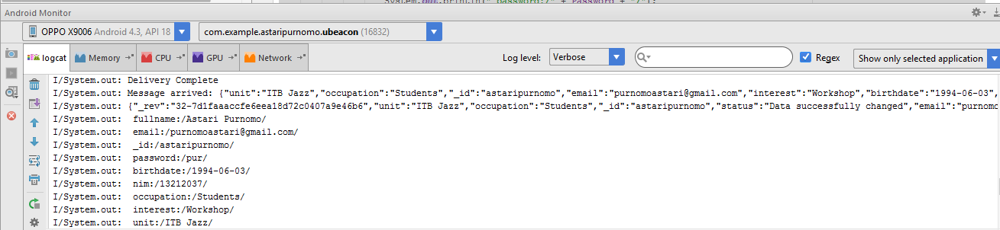 System.out.println(" password:/" + Password + "/");
Android Monitor
OPPO X9006 Android 4.3, API 18 com.example.astaripurnomo.ubeacon (16832)
logcat Memory CPU GPU Network Log level: Verbose Regex Show only selected application
I/System.out: Delivery Complete
I/System.out: Message arrived: {"unit":"ITB Jazz","occupation":"Students","_id":"astaripurnomo","email":"purnomoastari@gmail.com","interest":"Workshop","birthdate":"1994-06-03",
I/System.out: {"_rev":"32-7d1faaaccfe6eea18d72c0407a9e46b6","unit":"ITB Jazz","occupation":"Students","_id":"astaripurnomo","status":"Data successfully changed","email":"purnomo
I/System.out:  fullname:/Astari Purnomo/
I/System.out:  email:/purnomoastari@gmail.com/
I/System.out:  _id:/astaripurnomo/
I/System.out:  password:/pur/
I/System.out:  birthdate:/1994-06-03/
I/System.out:  nim:/13212037/
I/System.out:  occupation:/Students/
I/System.out:  interest:/Workshop/
I/System.out:  unit:/ITB Jazz/